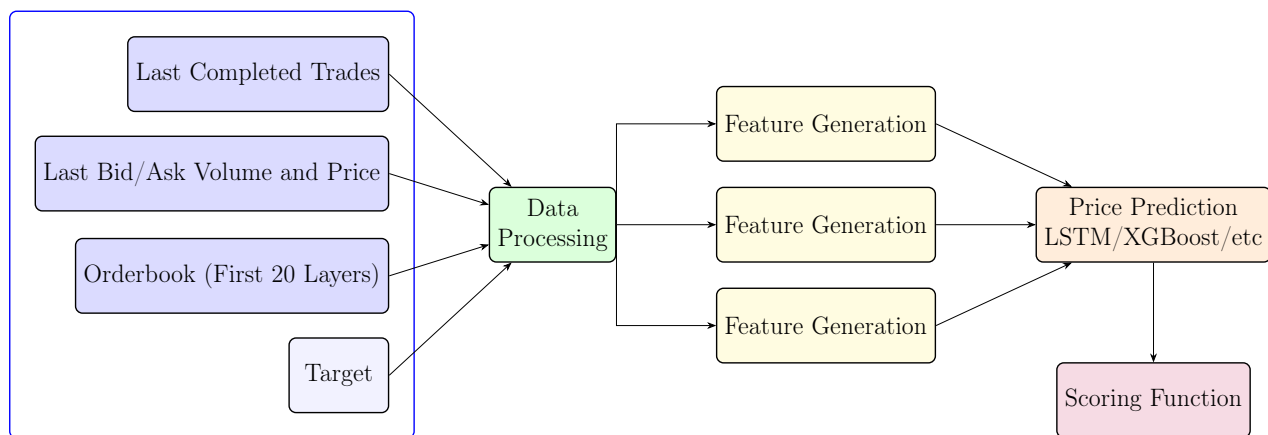 Last Completed Trades
Last Bid/Ask Volume and Price
Orderbook (First 20 Layers)
Target
Data
Processing
Feature Generation
Feature Generation
Feature Generation
Price Prediction
LSTM/XGBoost/etc
Scoring Function